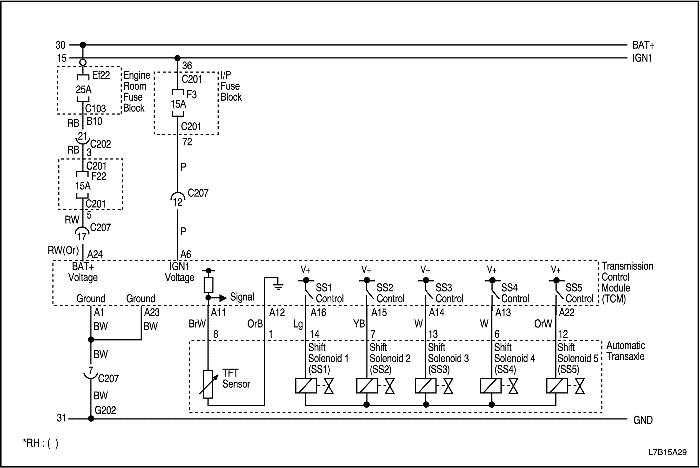 30 BAT+
15 IGN1
Ef22
25A
C103
Engine
Room
Fuse
Block
36
C201
F3
15A
C201
72
I/P
Fuse
Block
RB B10
21 C202
RB 3
C201
F22
15A
C201
RW 5
C207
17
RW(Or) A24
P
C207
12
P
A6
BAT+
Voltage
IGN1
Voltage
Signal
V+ V+ V+ V+ V+
SS1
Control
SS2
Control
SS3
Control
SS4
Control
SS5
Control
Transmission
Control
Module
(TCM)
Ground Ground
A1 A23 A11 A12 A16 A15 A14 A13 A22
BW BW BrW OrB Lg YB W W OrW
8 1 14 7 13 6 12
BW
7 C207
BW
G202
TFT
Sensor
Shift
Solenoid 1
(SS1)
Shift
Solenoid 2
(SS2)
Shift
Solenoid 3
(SS3)
Shift
Solenoid 4
(SS4)
Shift
Solenoid 5
(SS5)
Automatic
Transaxle
31 GND
*RH : ( )
L7B15A29